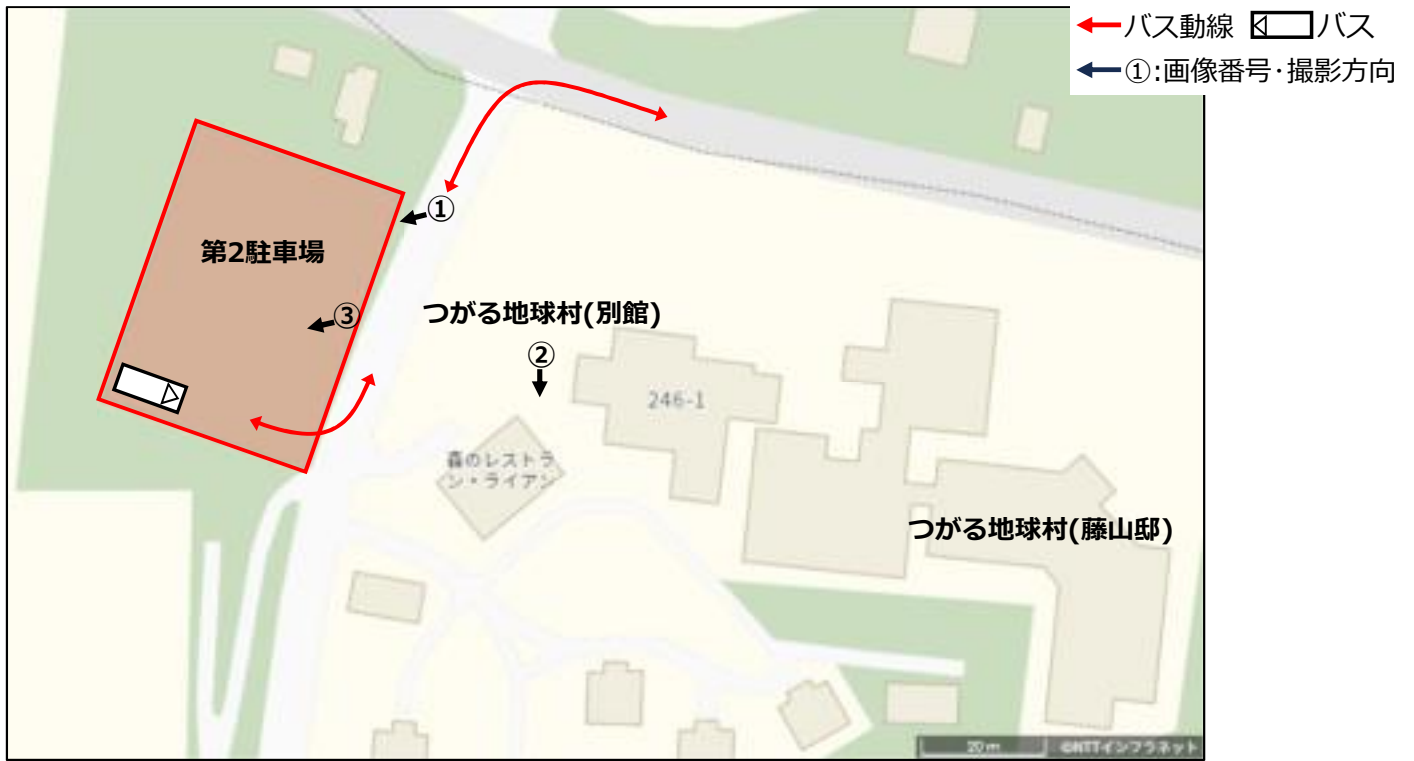 バス動線 バス
①:画像番号・撮影方向
①
第2駐車場
③
つがる地球村(別館)
②
246-1
森のレストラ
ン・ライアン
つがる地球村(藤山邸)
20m ©NTTインフラネット